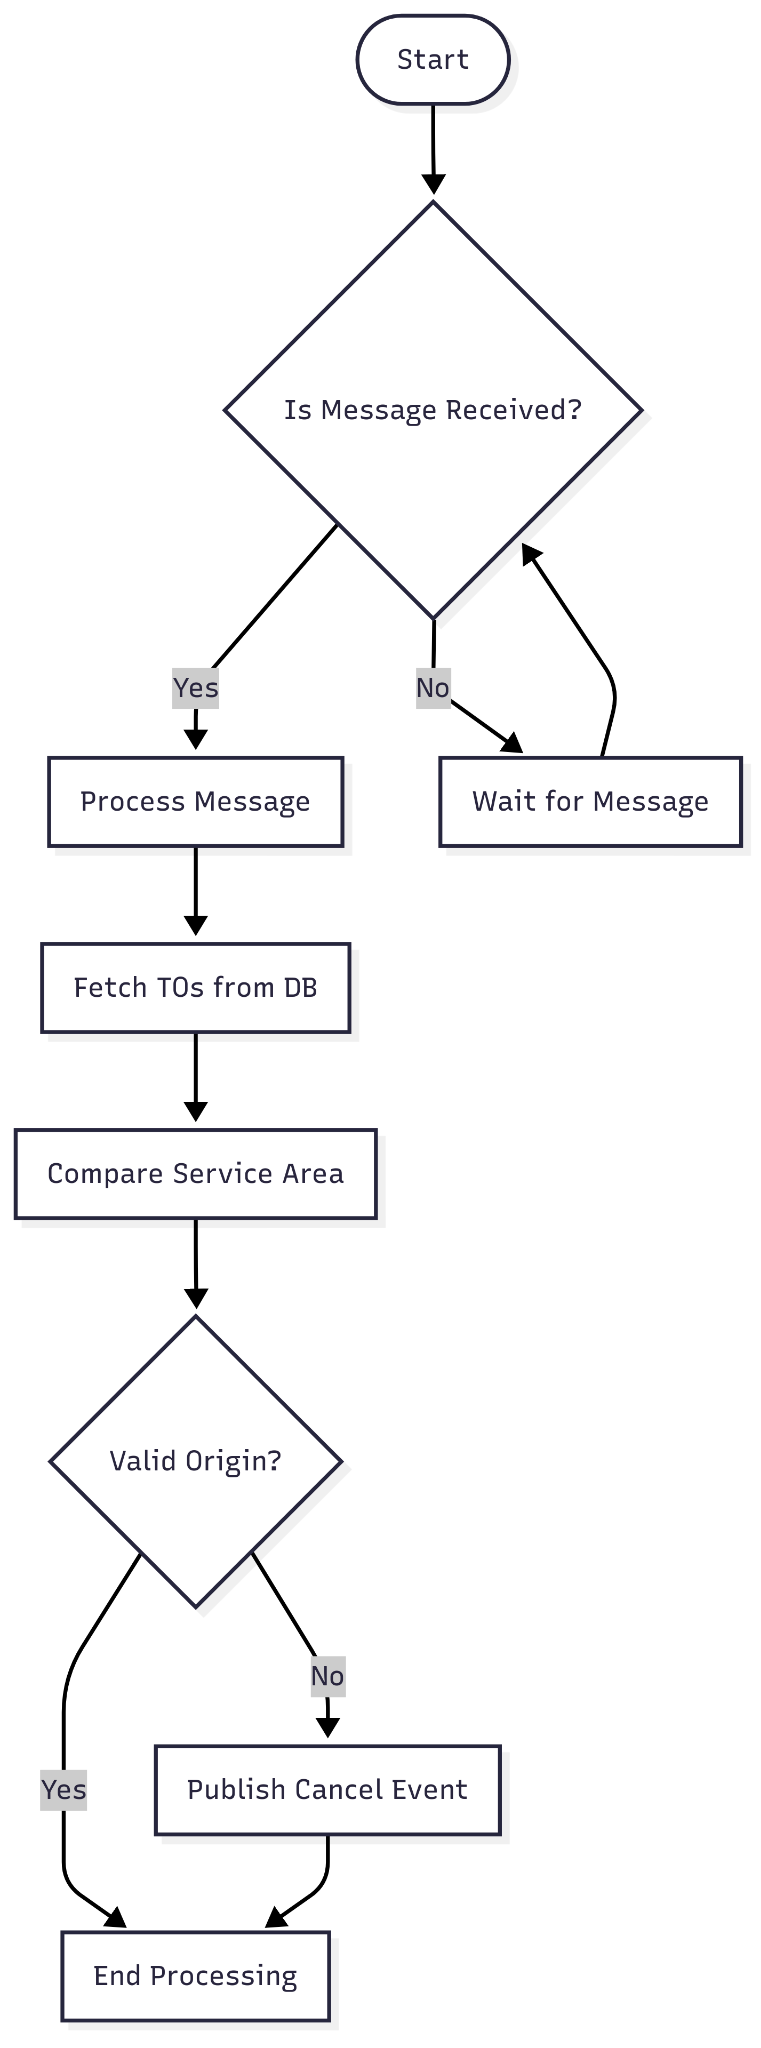 Start
Is Message Received?
Yes
No
Process Message
Wait for Message
Fetch TOs from DB
Compare Service Area
Valid Origin?
No
Yes
Publish Cancel Event
End Processing